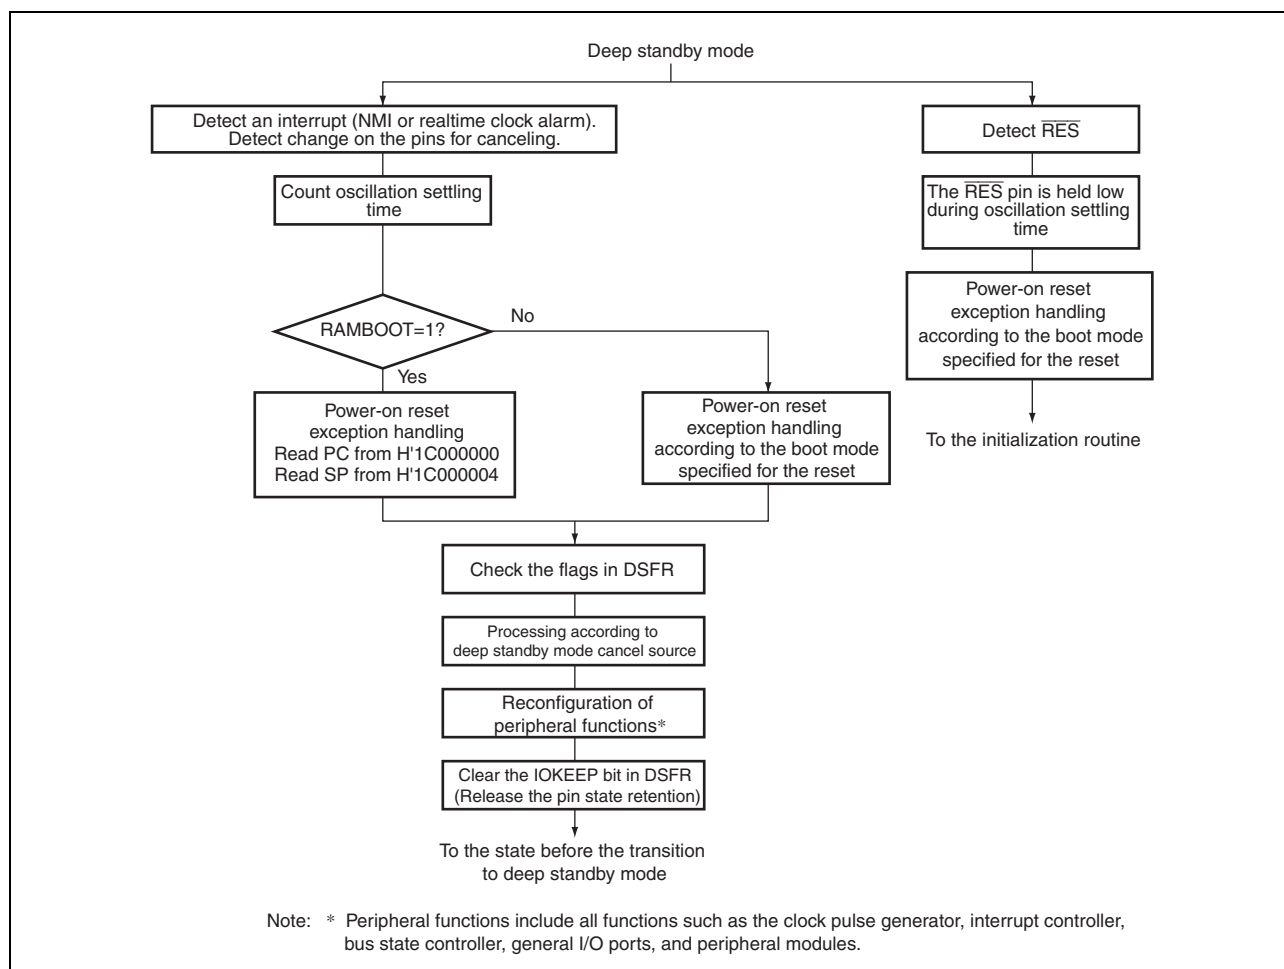 Deep standby mode
Detect an interrupt (NMI or realtime clock alarm).
Detect change on the pins for canceling.
Count oscillation settling
time
RAMBOOT=1?
No
Yes
Power-on reset
exception handling
Read PC from H'1C000000
Read SP from H'1C000004
Power-on reset
exception handling
according to the boot mode
specified for the reset
Detect R̅E̅S̅
The R̅E̅S̅ pin is held low
during oscillation settling
time
Power-on reset
exception handling
according to the boot mode
specified for the reset
To the initialization routine
Check the flags in DSFR
Processing according to
deep standby mode cancel source
Reconfiguration of
peripheral functions*
Clear the IOKEEP bit in DSFR
(Release the pin state retention)
To the state before the transition
to deep standby mode
Note: * Peripheral functions include all functions such as the clock pulse generator, interrupt controller,
bus state controller, general I/O ports, and peripheral modules.